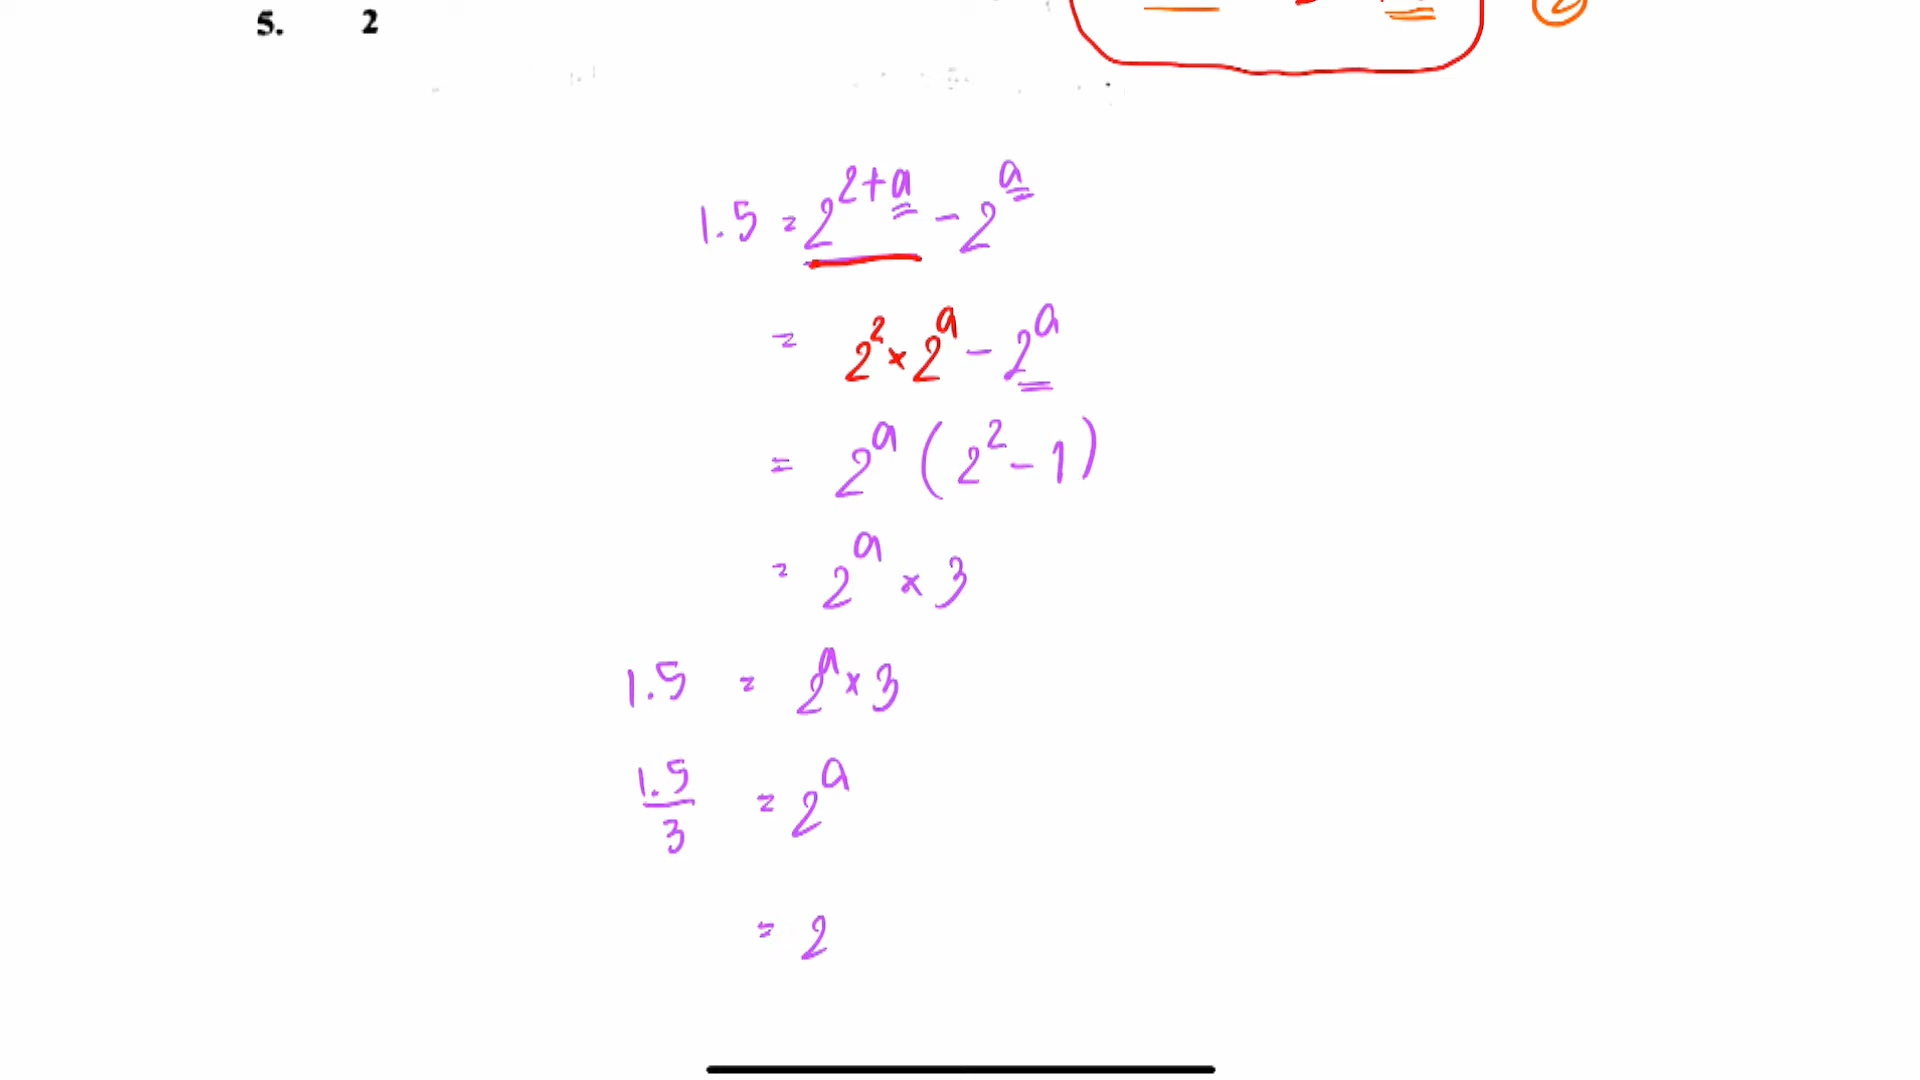 5. 2
1.5 = 2^{2+a} - 2^a
= 2^2 × 2^a - 2^a
= 2^a (2^2 - 1)
= 2^a × 3
1.5 = 2^a × 3
1.5/3 = 2^a
= 2